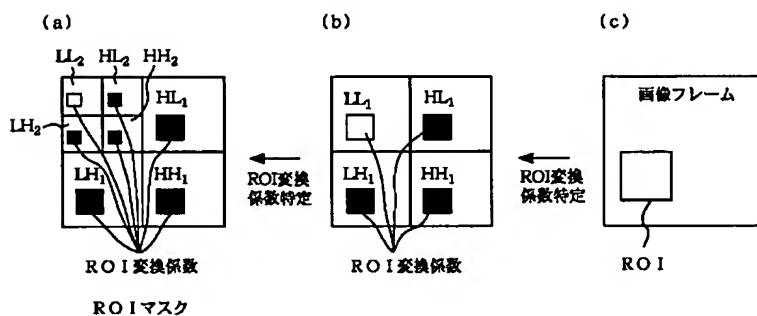 (a)
(b)
(c)
LL₂
HL₂
HH₂
HL₁
LH₂
LH₁
HH₁
LL₁
HL₁
LH₁
HH₁
画像フレーム
ROI変換
係数特定
ROI変換
係数特定
ROI
ROI変換係数
ROI変換係数
ROIマスク